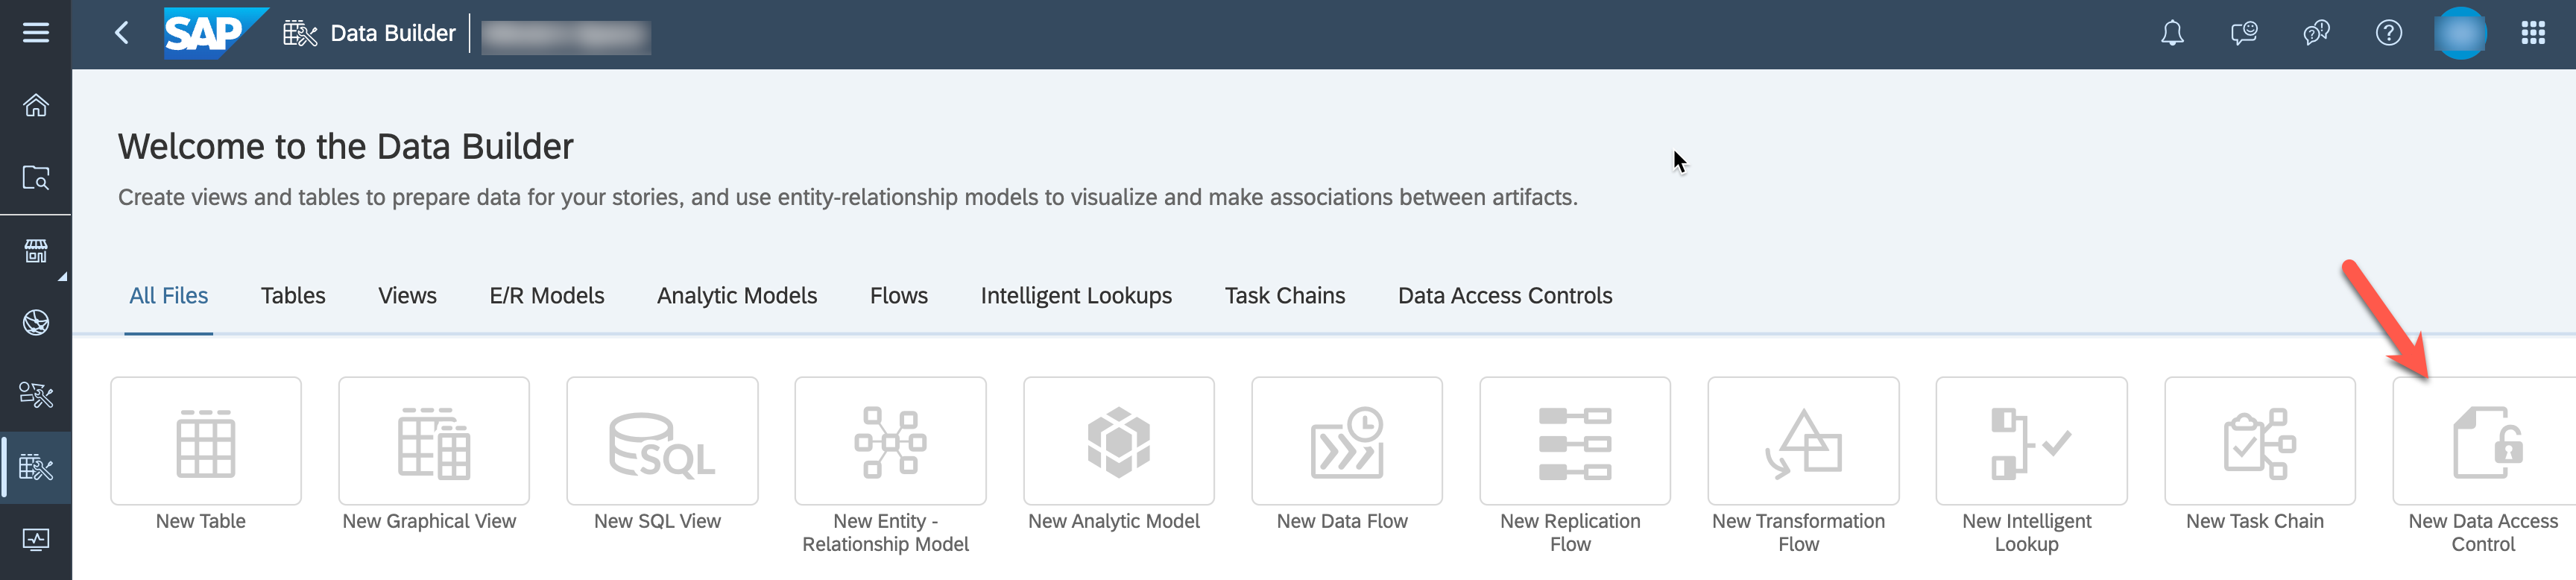 SAP Data Builder
Welcome to the Data Builder
Create views and tables to prepare data for your stories, and use entity-relationship models to visualize and make associations between artifacts.
All Files Tables Views E/R Models Analytic Models Flows Intelligent Lookups Task Chains Data Access Controls
SQL
New Table
New Graphical View
New SQL View
New Entity -
Relationship Model
New Analytic Model
New Data Flow
New Replication
Flow
New Transformation
Flow
New Intelligent
Lookup
New Task Chain
New Data Access
Control